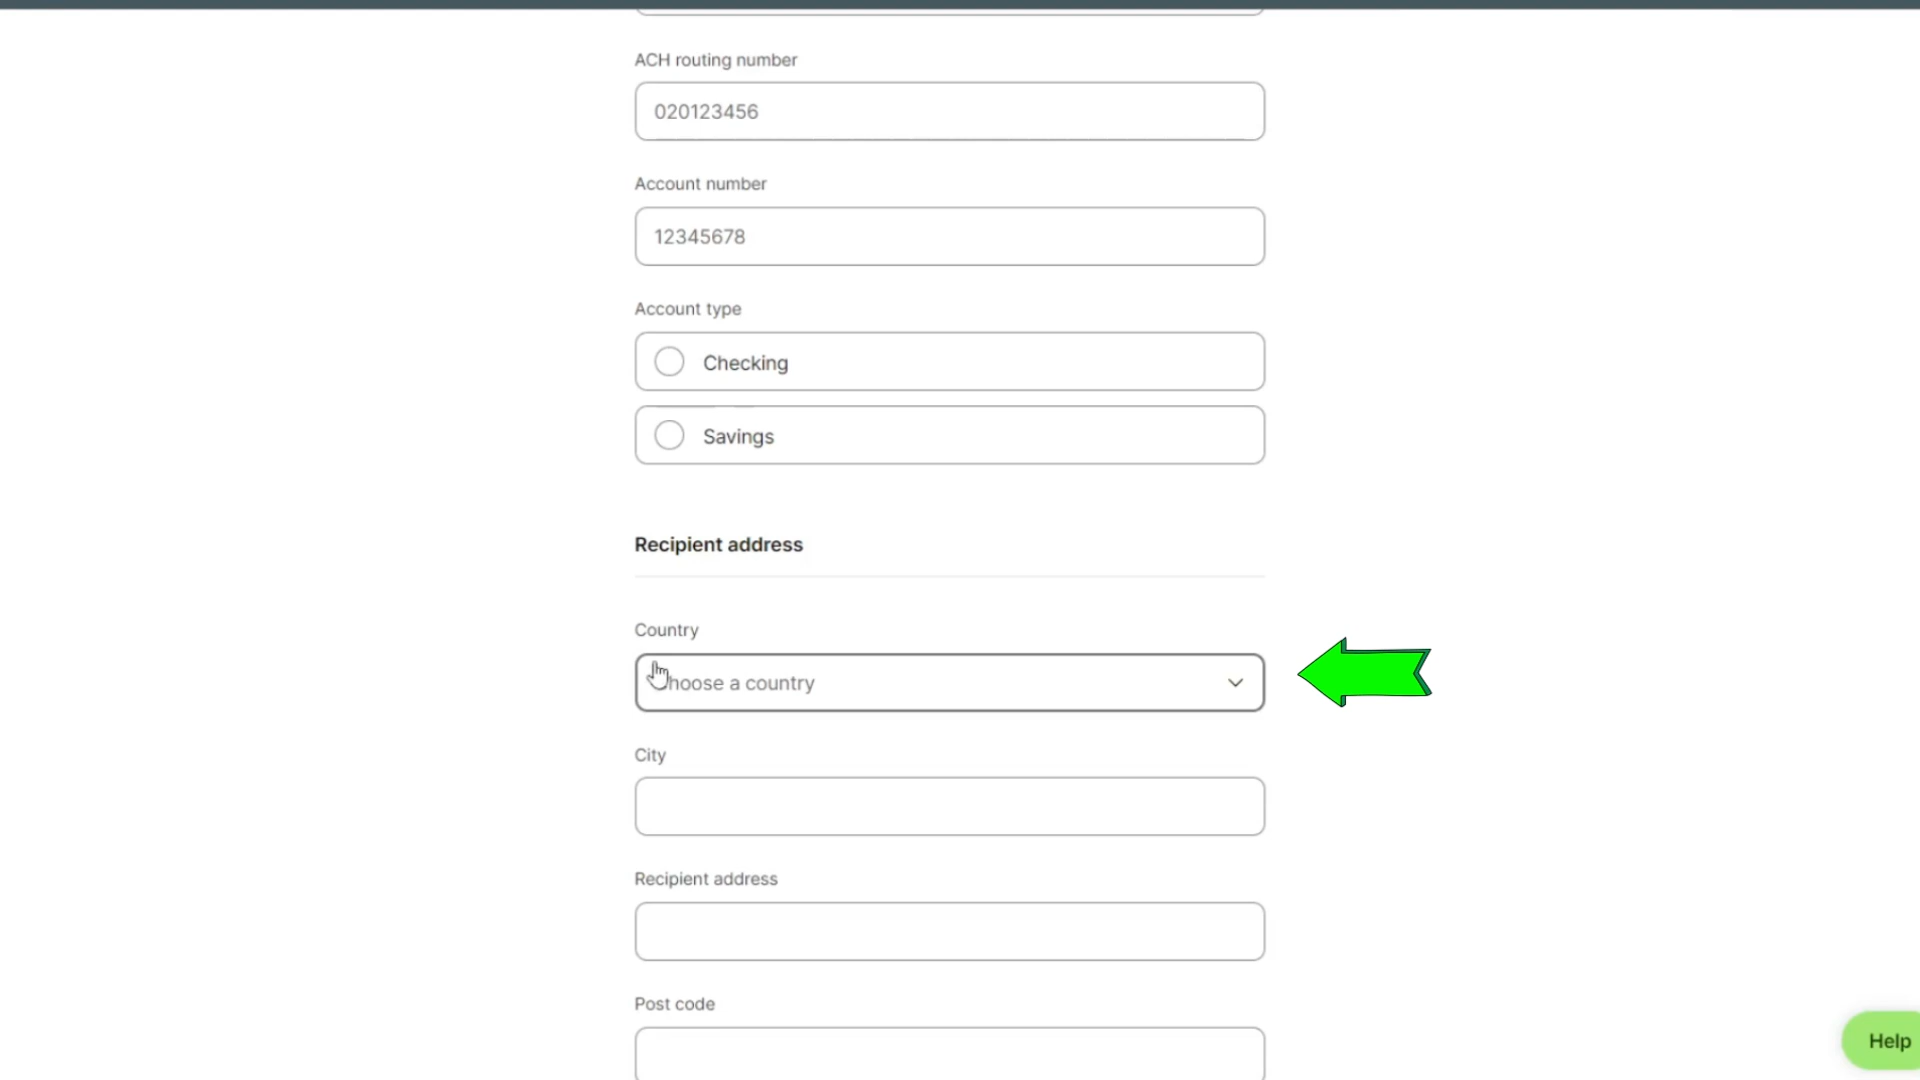 ACH routing number
020123456
Account number
12345678
Account type
Checking
Savings
Recipient address
Country
hoose a country
City
Recipient address
Post code
Help